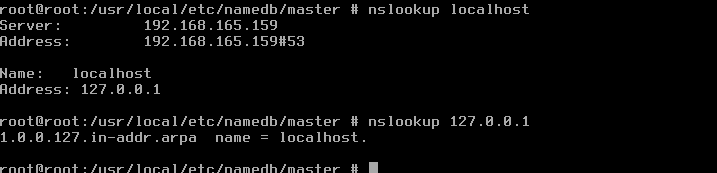 root@root:/usr/local/etc/namedb/master # nslookup localhost
Server:         192.168.165.159
Address:        192.168.165.159#53
Name:   localhost
Address: 127.0.0.1
root@root:/usr/local/etc/namedb/master # nslookup 127.0.0.1
1.0.0.127.in-addr.arpa  name = localhost.
root@root:/usr/local/etc/namedb/master #